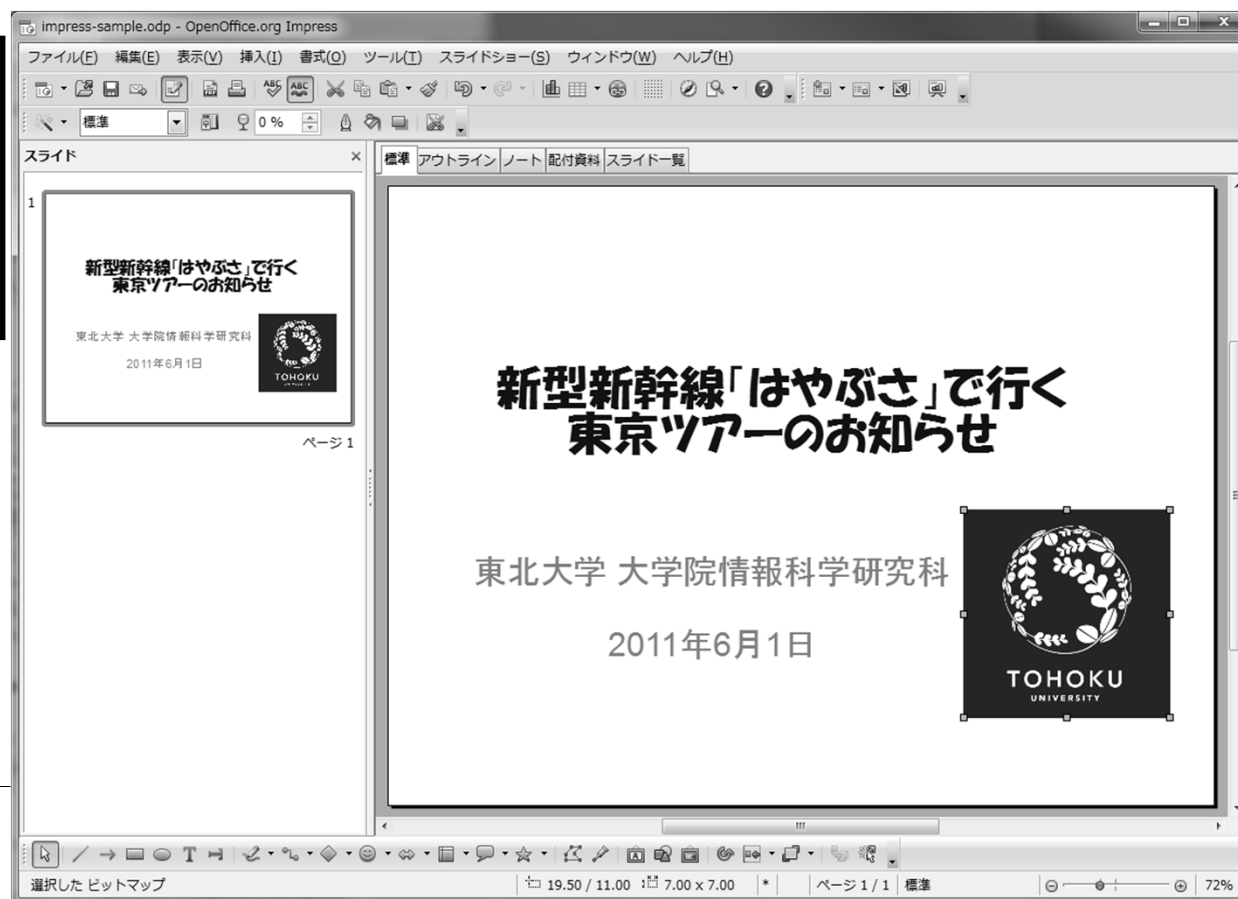 impress-sample.odp - OpenOffice.org Impress
ファイル(F) 編集(E) 表示(V) 挿入(I) 書式(O) ツール(T) スライドショー(S) ウィンドウ(W) ヘルプ(H)
ABC ABC
標準 0 %
スライド
標準 アウトライン ノート 配付資料 スライド一覧
1
新型新幹線「はやぶさ」で行く
東京ツアーのお知らせ
東北大学 大学院情報科学研究科
2011年6月1日
TOHOKU
UNIVERSITY
ページ 1
新型新幹線「はやぶさ」で行く
東京ツアーのお知らせ
東北大学 大学院情報科学研究科
2011年6月1日
TOHOKU
UNIVERSITY
選択した ビットマップ 19.50 / 11.00 7.00 x 7.00 * ページ 1 / 1 標準 72%